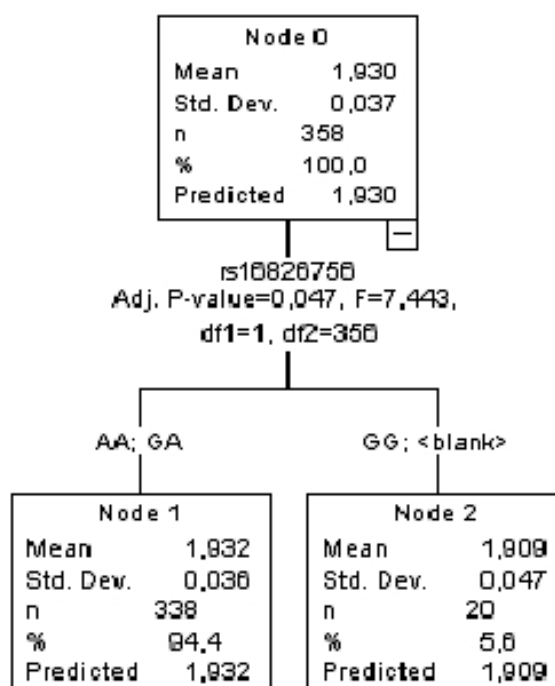 Node 0
Mean 1,930
Std. Dev. 0,037
n 358
% 100,0
Predicted 1,930
rs16826756
Adj. P-value=0,047, F=7,443,
df1=1, df2=356
AA; GA
GG; <blank>
Node 1
Mean 1,932
Std. Dev. 0,036
n 338
% 94,4
Predicted 1,932
Node 2
Mean 1,909
Std. Dev. 0,047
n 20
% 5,6
Predicted 1,909